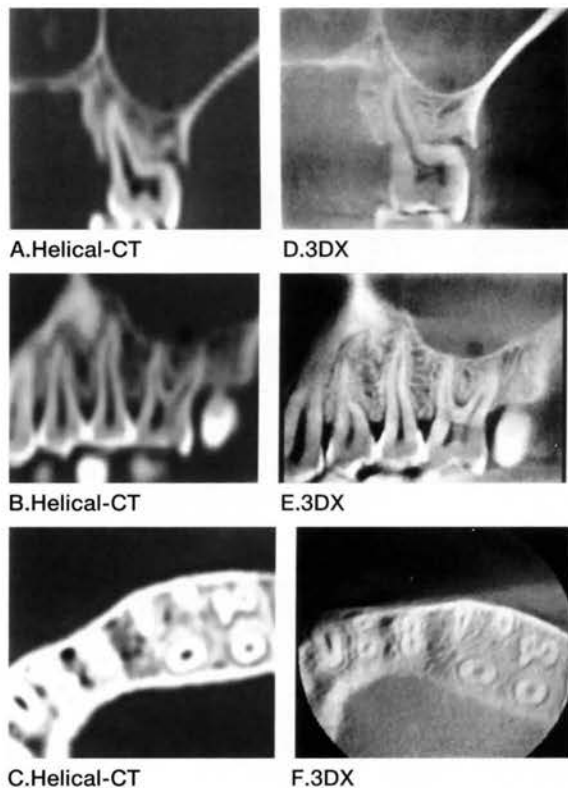 A.Helical-CT
D.3DX
B.Helical-CT
E.3DX
C.Helical-CT
F.3DX